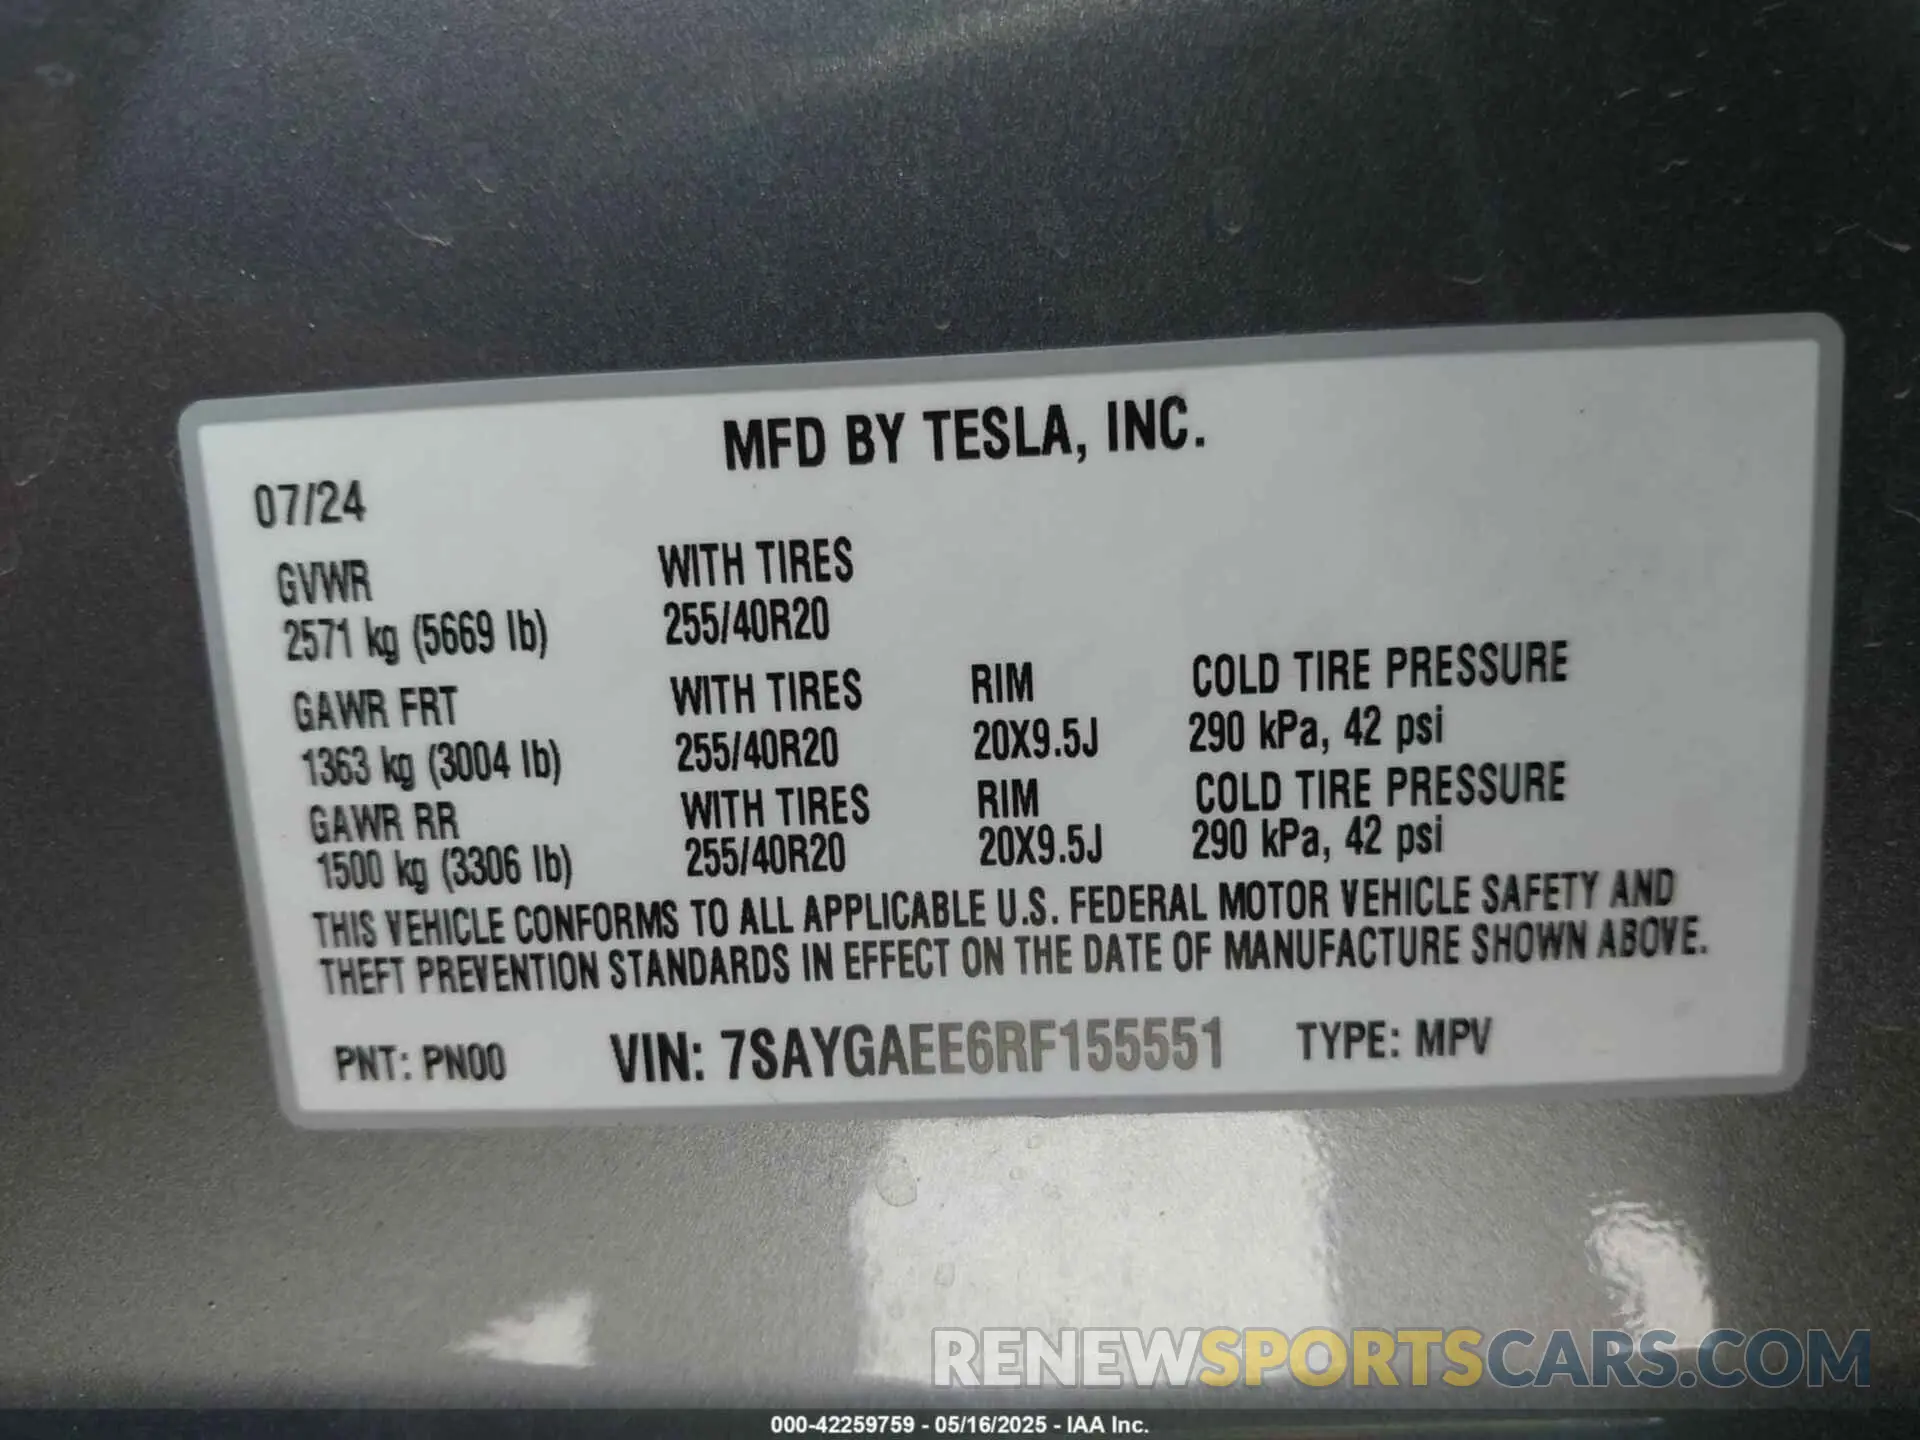 MFD BY TESLA, INC.
07/24
GVWR WITH TIRES
2571 kg (5669 lb) 255/40R20
GAWR FRT WITH TIRES RIM COLD TIRE PRESSURE
1363 kg (3004 lb) 255/40R20 20X9.5J 290 kPa, 42 psi
GAWR RR WITH TIRES RIM COLD TIRE PRESSURE
1500 kg (3306 lb) 255/40R20 20X9.5J 290 kPa, 42 psi
THIS VEHICLE CONFORMS TO ALL APPLICABLE U.S. FEDERAL MOTOR VEHICLE SAFETY AND
THEFT PREVENTION STANDARDS IN EFFECT ON THE DATE OF MANUFACTURE SHOWN ABOVE.
PNT: PN00 VIN: 7SAYGAEE6RF155551 TYPE: MPV
RENEWSPORTSCARS.COM
000-42259759 - 05/16/2025 - IAA Inc.